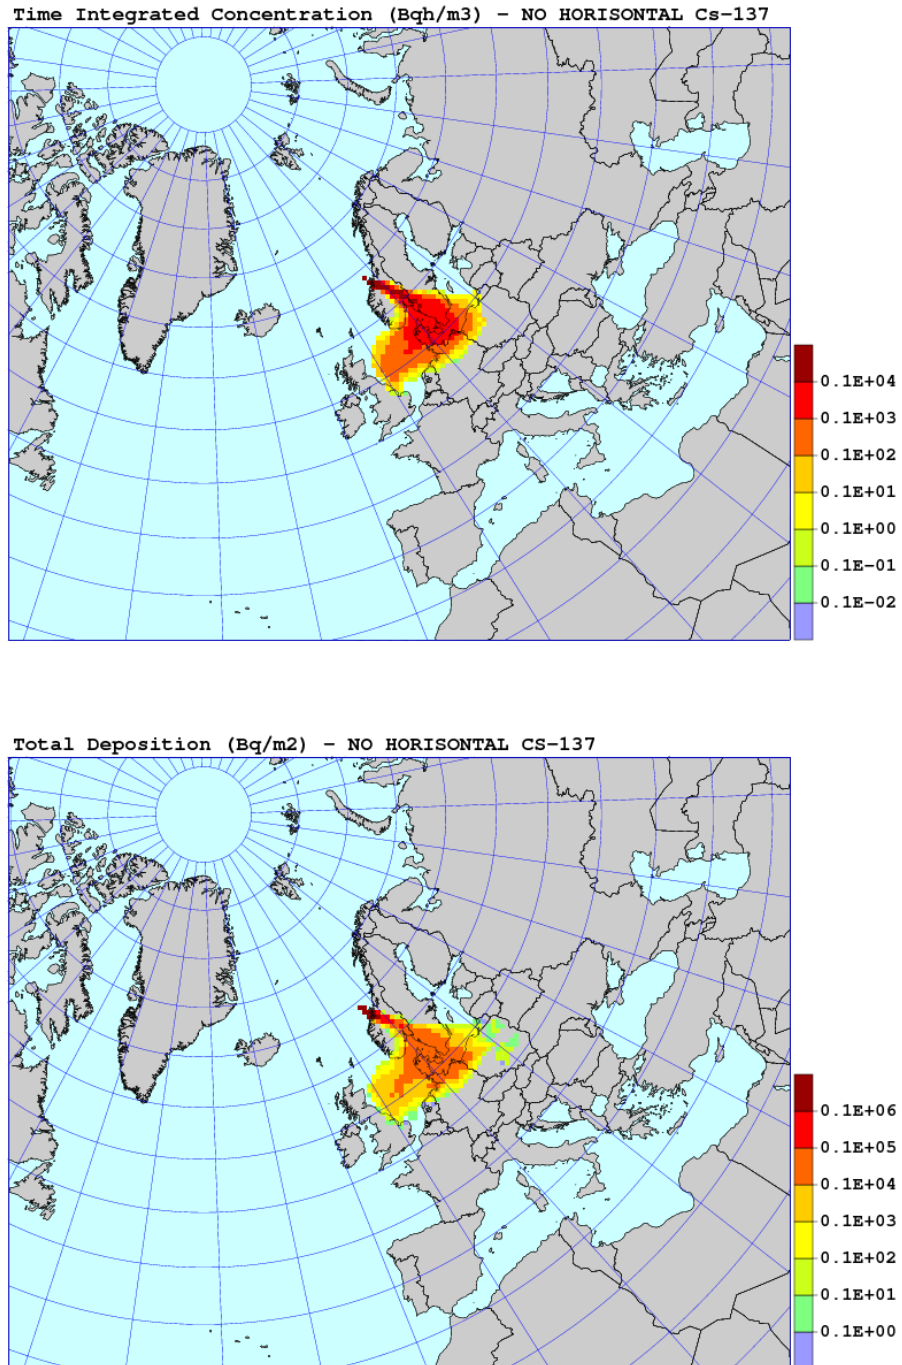 Time Integrated Concentration (Bqh/m3) – NO HORISONTAL Cs–137
0.1E+04
0.1E+03
0.1E+02
0.1E+01
0.1E+00
0.1E–01
0.1E–02
Total Deposition (Bq/m2) – NO HORISONTAL CS–137
0.1E+06
0.1E+05
0.1E+04
0.1E+03
0.1E+02
0.1E+01
0.1E+00